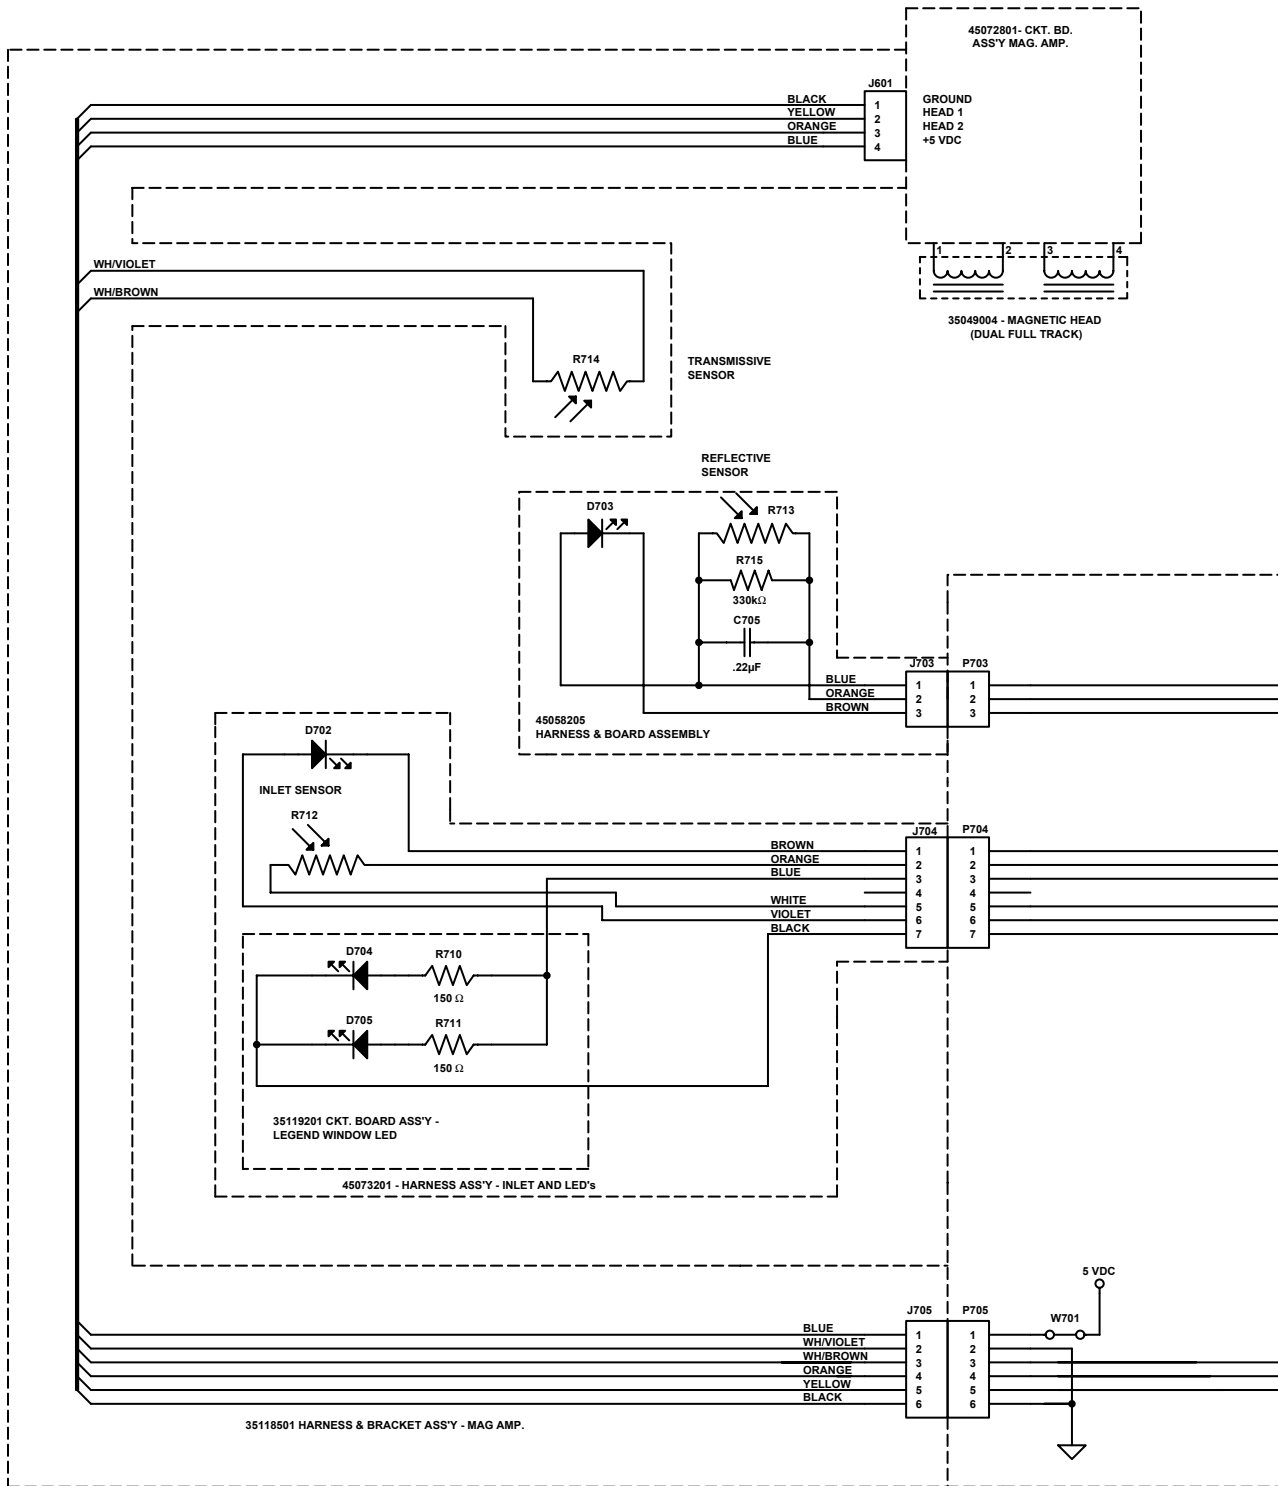 45072801- CKT. BD.
ASS'Y MAG. AMP.
J601
BLACK 1 GROUND
YELLOW 2 HEAD 1
ORANGE 3 HEAD 2
BLUE 4 +5 VDC
1 2 3 4
35049004 - MAGNETIC HEAD
(DUAL FULL TRACK)
WH/VIOLET
WH/BROWN
R714
TRANSMISSIVE
SENSOR
REFLECTIVE
SENSOR
D703
R713
R715
330kΩ
C705
.22µF
J703 P703
BLUE 1 1
ORANGE 2 2
BROWN 3 3
45058205
HARNESS & BOARD ASSEMBLY
D702
INLET SENSOR
R712
J704 P704
BROWN 1 1
ORANGE 2 2
BLUE 3 3
4 4
WHITE 5 5
VIOLET 6 6
BLACK 7 7
D704 R710
150 Ω
D705 R711
150 Ω
35119201 CKT. BOARD ASS'Y -
LEGEND WINDOW LED
45073201 - HARNESS ASS'Y - INLET AND LED's
5 VDC
W701
J705 P705
BLUE 1 1
WH/VIOLET 2 2
WH/BROWN 3 3
ORANGE 4 4
YELLOW 5 5
BLACK 6 6
35118501 HARNESS & BRACKET ASS'Y - MAG AMP.